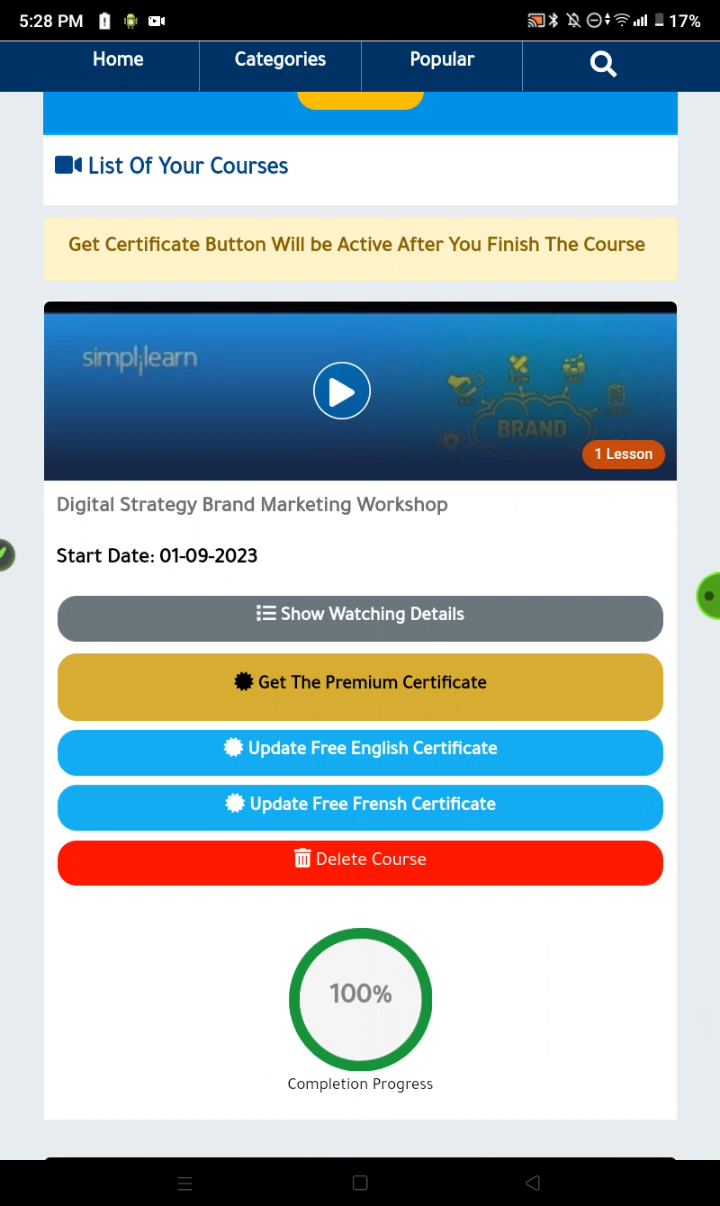 5:28 PM 17%
Home Categories Popular
List Of Your Courses
Get Certificate Button Will be Active After You Finish The Course
simplilearn
BRAND
1 Lesson
Digital Strategy Brand Marketing Workshop
Start Date: 01-09-2023
Show Watching Details
Get The Premium Certificate
Update Free English Certificate
Update Free Frensh Certificate
Delete Course
100%
Completion Progress